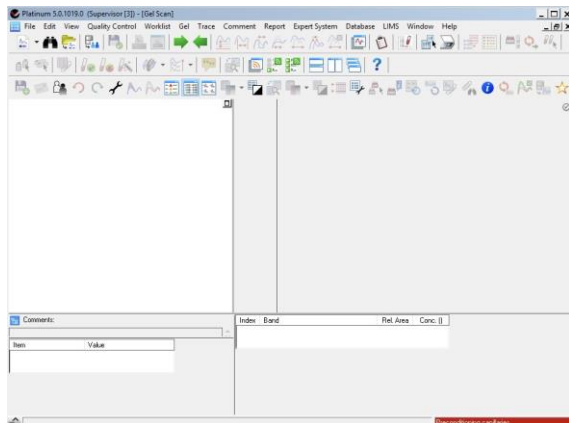 Platinum 5.0.1019.0 (Supervisor [3]) - [Gel Scan]
File Edit View Quality Control Worklist Gel Trace Comment Report Expert System Database LIMS Window Help
Comments:
Item Value
Index Band Rel. Area Conc. ()